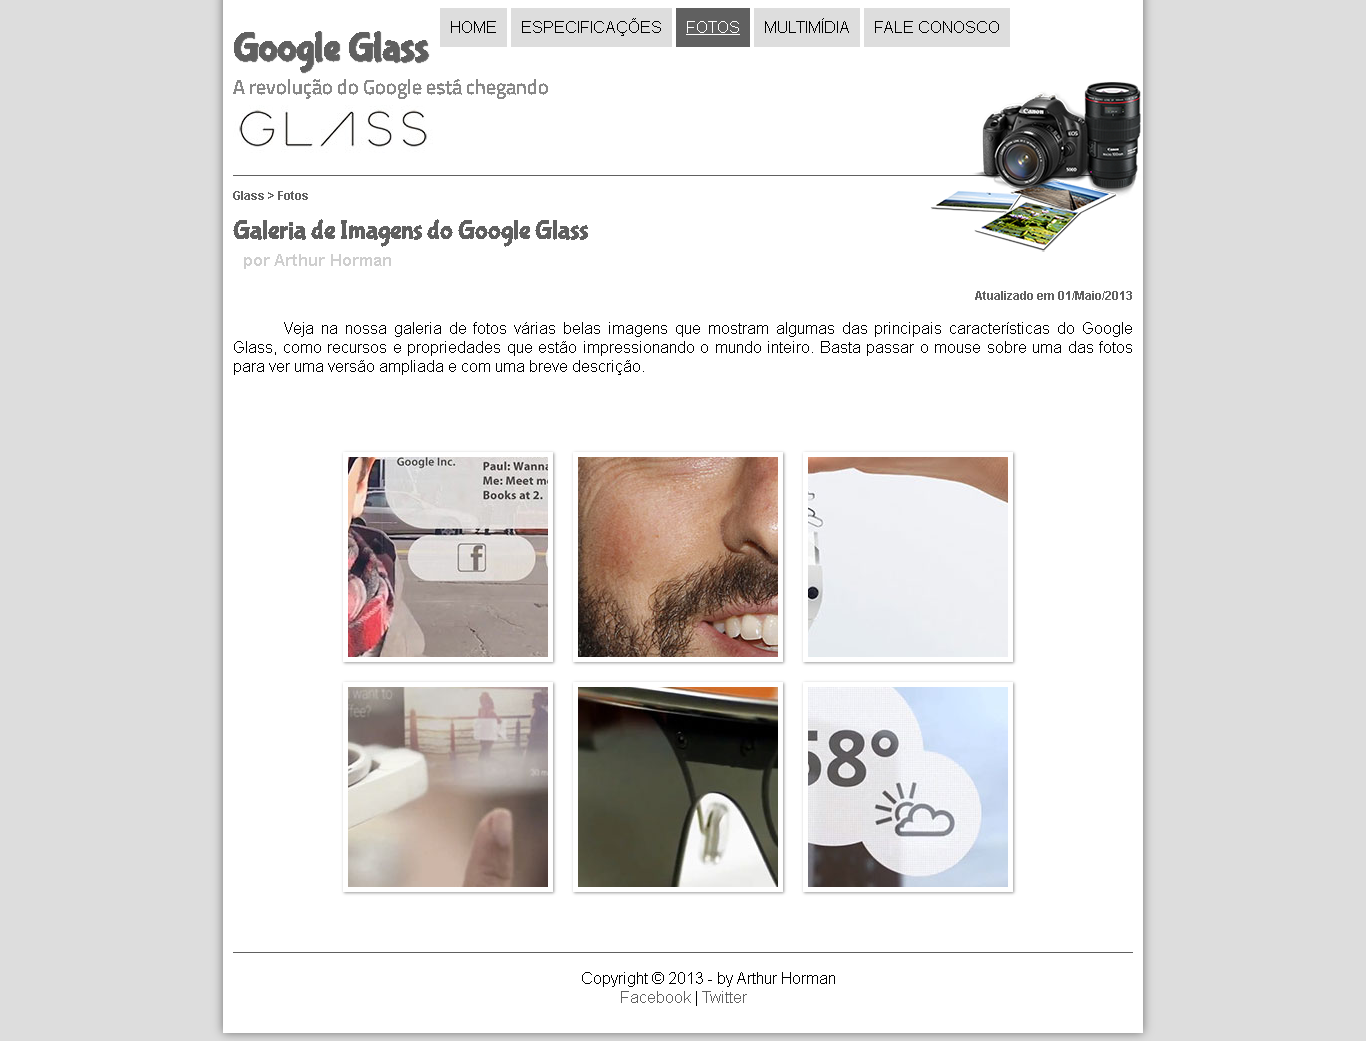 HOME ESPECIFICAÇÕES FOTOS MULTIMÍDIA FALE CONOSCO
Google Glass
A revolução do Google está chegando
GLASS
Canon
EOS
Glass > Fotos
Galeria de Imagens do Google Glass
por Arthur Horman
Atualizado em 01/Maio/2013
Veja na nossa galeria de fotos várias belas imagens que mostram algumas das principais características do Google
Glass, como recursos e propriedades que estão impressionando o mundo inteiro. Basta passar o mouse sobre uma das fotos
para ver uma versão ampliada e com uma breve descrição.
Google Inc.
Paul: Wanna
Me: Meet me
Books at 2.
f
want to
fee?
30 m
58°
Copyright © 2013 - by Arthur Horman
Facebook | Twitter